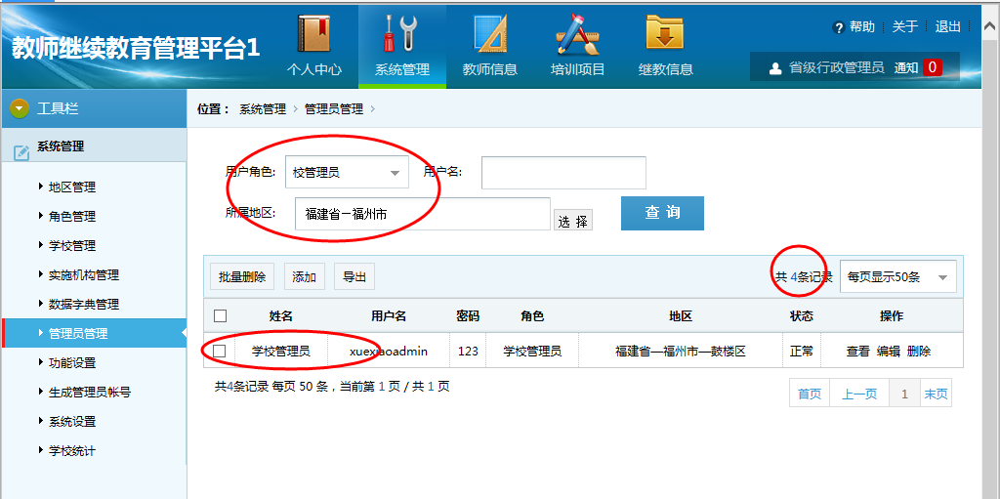 教师继续教育管理平台1
个人中心
系统管理
教师信息
培训项目
继教信息
? 帮助 关于 退出
省级行政管理员 通知 0
工具栏
系统管理
地区管理
角色管理
学校管理
实施机构管理
数据字典管理
管理员管理
功能设置
生成管理员帐号
系统设置
学校统计
位置： 系统管理 › 管理员管理 ›
用户角色: 校管理员 用户名:
所属地区: 福建省—福州市 选 择 查 询
批量删除 添加 导出 共 4条记录 每页显示50条
姓名 用户名 密码 角色 地区 状态 操作
学校管理员 xuexiaoadmin 123 学校管理员 福建省—福州市—鼓楼区 正常 查看 编辑 删除
共4条记录 每页 50 条，当前第 1 页 / 共 1 页
首页 上一页 1 末页